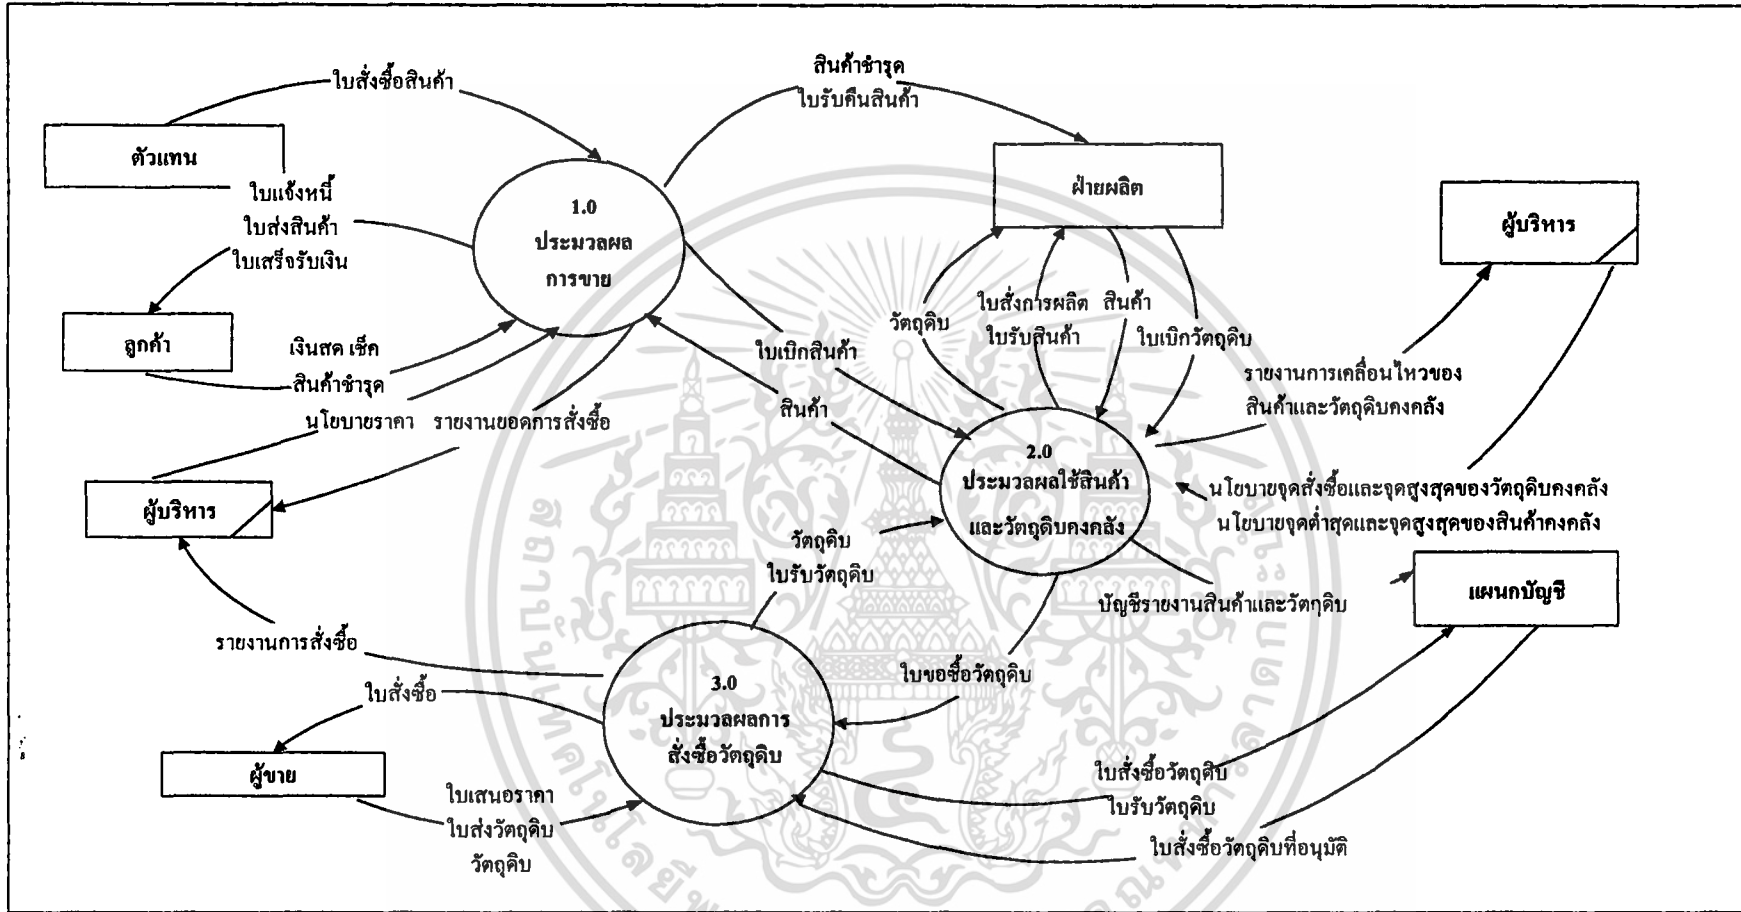 ใบสั่งซื้อสินค้า
สินค้าชำรุด
ใบรับคืนสินค้า
ตัวแทน
ใบแจ้งหนี้
ใบส่งสินค้า
ใบเสร็จรับเงิน
1.0
ประมวลผล
การขาย
ฝ่ายผลิต
ผู้บริหาร
ลูกค้า
เงินสด เช็ค
สินค้าชำรุด
นโยบายราคา
รายงานยอดการสั่งซื้อ
ใบเบิกสินค้า
สินค้า
วัตถุดิบ
ใบสั่งการผลิต
ใบรับสินค้า
สินค้า
ใบเบิกวัตถุดิบ
รายงานการเคลื่อนไหวของ
สินค้าและวัตถุดิบคงคลัง
2.0
ประมวลผลใช้สินค้า
และวัตถุดิบคงคลัง
นโยบายจุดสั่งซื้อและจุดสูงสุดของวัตถุดิบคงคลัง
นโยบายจุดต่ำสุดและจุดสูงสุดของสินค้าคงคลัง
ผู้บริหาร
วัตถุดิบ
ใบรับวัตถุดิบ
บัญชีรายงานสินค้าและวัตถุดิบ
แผนกบัญชี
รายงานการสั่งซื้อ
ใบสั่งซื้อ
3.0
ประมวลผลการ
สั่งซื้อวัตถุดิบ
ใบขอซื้อวัตถุดิบ
ผู้ขาย
ใบเสนอราคา
ใบส่งวัตถุดิบ
วัตถุดิบ
ใบสั่งซื้อวัตถุดิบ
ใบรับวัตถุดิบ
ใบสั่งซื้อวัตถุดิบที่อนุมัติ